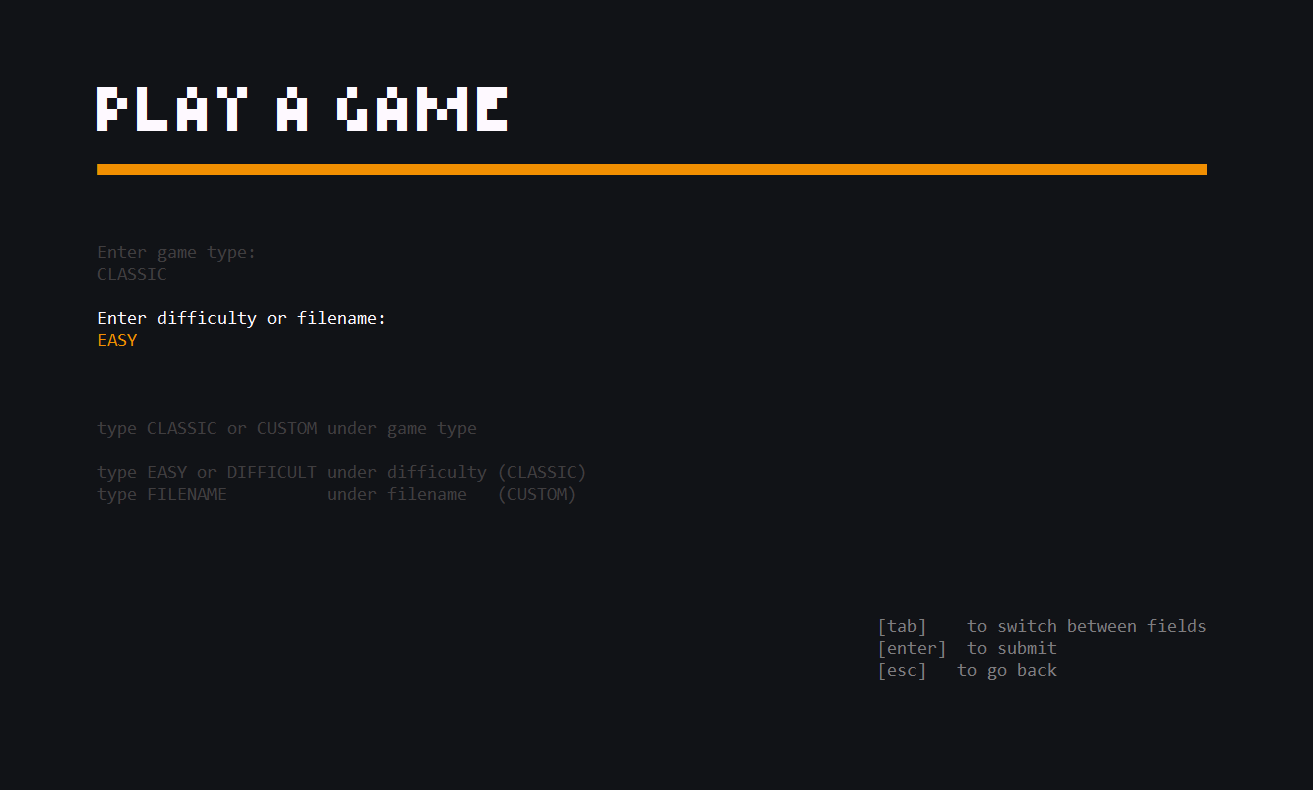 PLAY A GAME
Enter game type:
CLASSIC
Enter difficulty or filename:
EASY
type CLASSIC or CUSTOM under game type
type EASY or DIFFICULT under difficulty (CLASSIC)
type FILENAME          under filename   (CUSTOM)
[tab]    to switch between fields
[enter]  to submit
[esc]   to go back